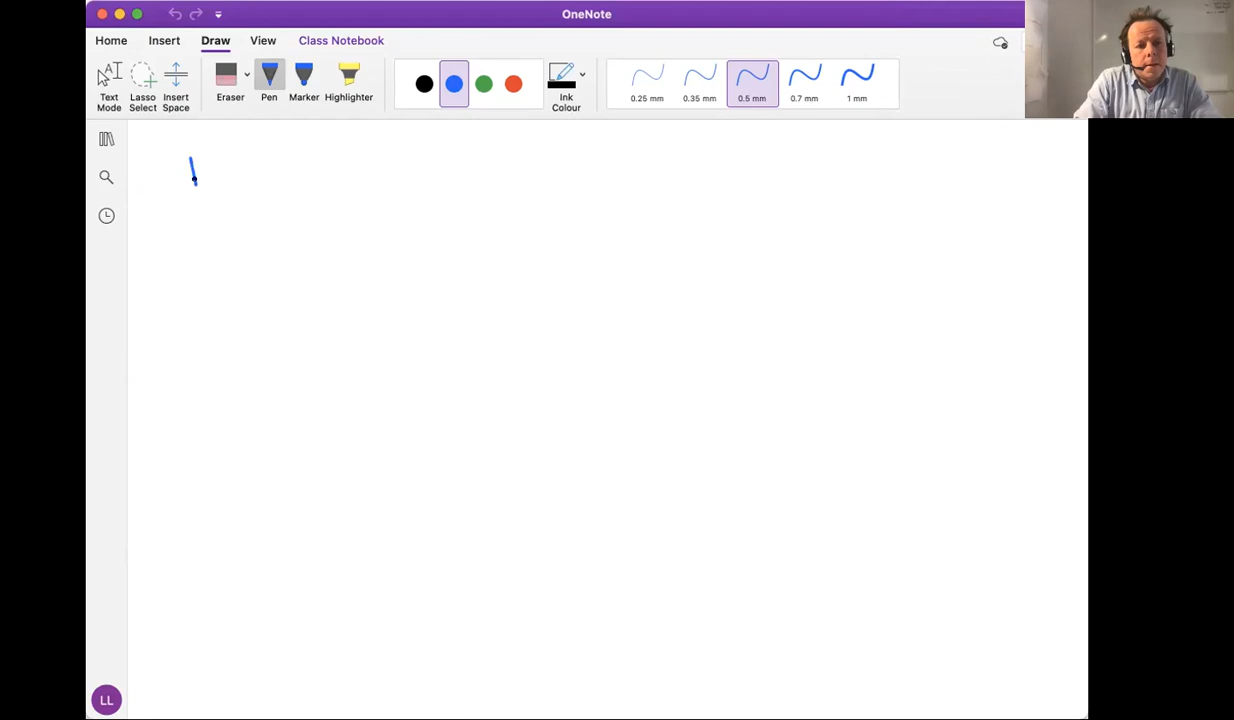 OneNote
Home Insert Draw View Class Notebook
A
Text Mode Lasso Select Insert Space Eraser Pen Marker Highlighter Ink Colour 0.25 mm 0.35 mm 0.5 mm 0.7 mm 1 mm
LL